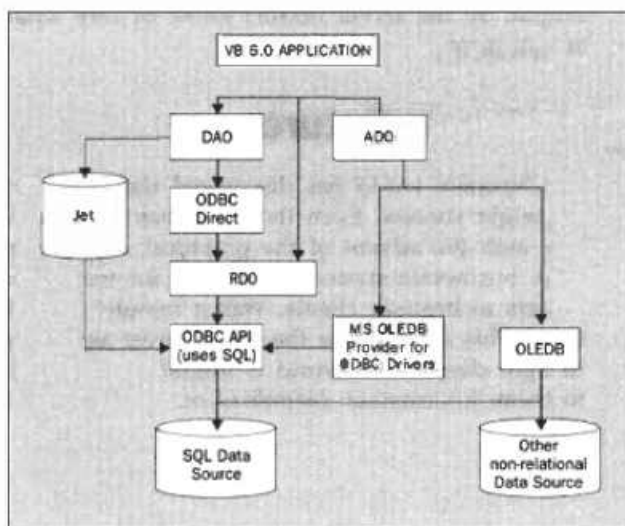 VB 6.0 APPLICATION
DAO
ADO
Jet
ODBC
Direct
RDO
ODBC API
(uses SQL)
MS OLEDB
Provider for
ODBC Drivers
OLEDB
SQL Data
Source
Other
non-relational
Data Source